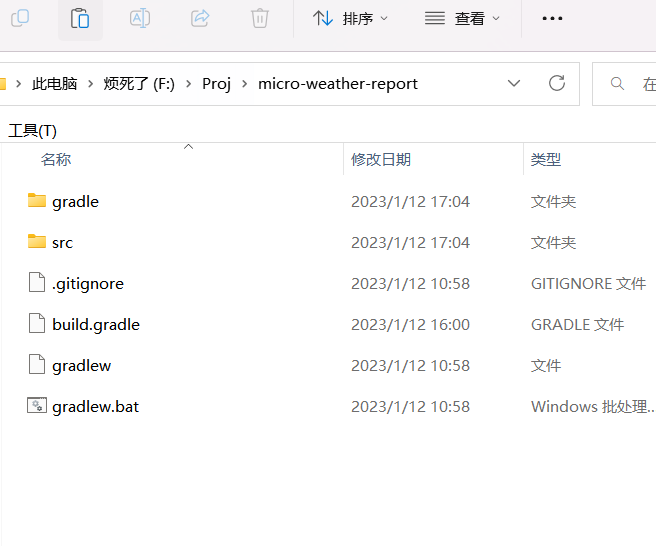 排序 查看
此电脑 烦死了 (F:) Proj micro-weather-report 在
工具(T)
名称 修改日期 类型
gradle 2023/1/12 17:04 文件夹
src 2023/1/12 17:04 文件夹
.gitignore 2023/1/12 10:58 GITIGNORE 文件
build.gradle 2023/1/12 16:00 GRADLE 文件
gradlew 2023/1/12 10:58 文件
gradlew.bat 2023/1/12 10:58 Windows 批处理...